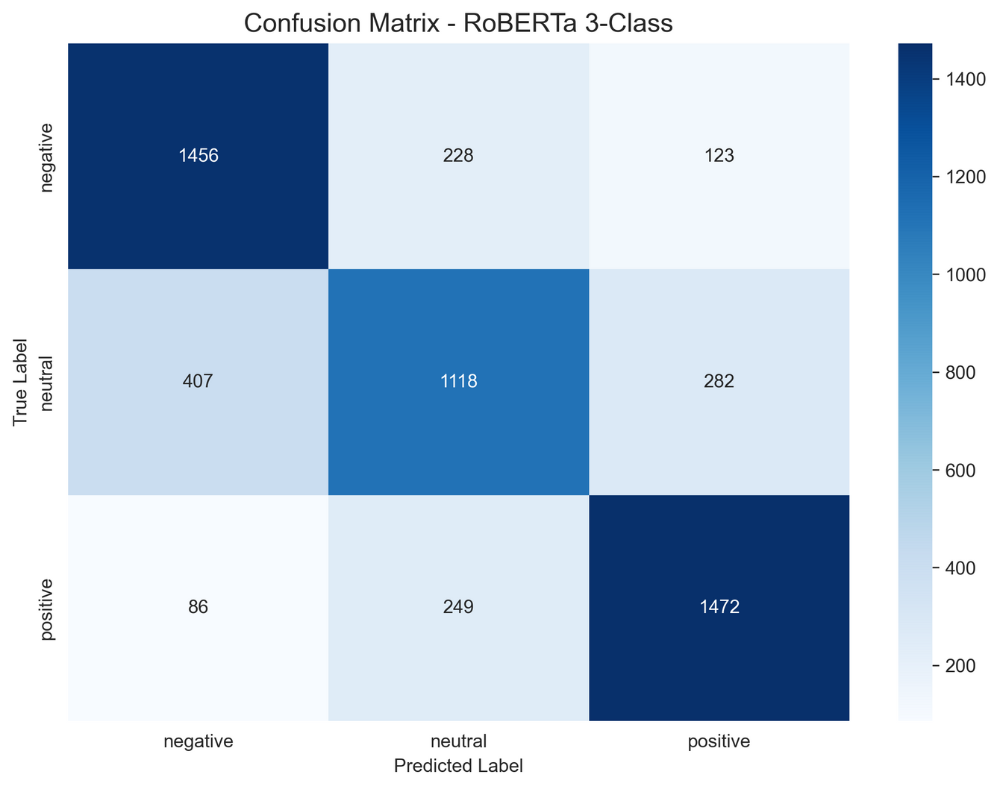 Confusion Matrix - RoBERTa 3-Class
True Label
negative
1456 228 123
neutral
407 1118 282
positive
86 249 1472
negative neutral positive
Predicted Label
1400
1200
1000
800
600
400
200